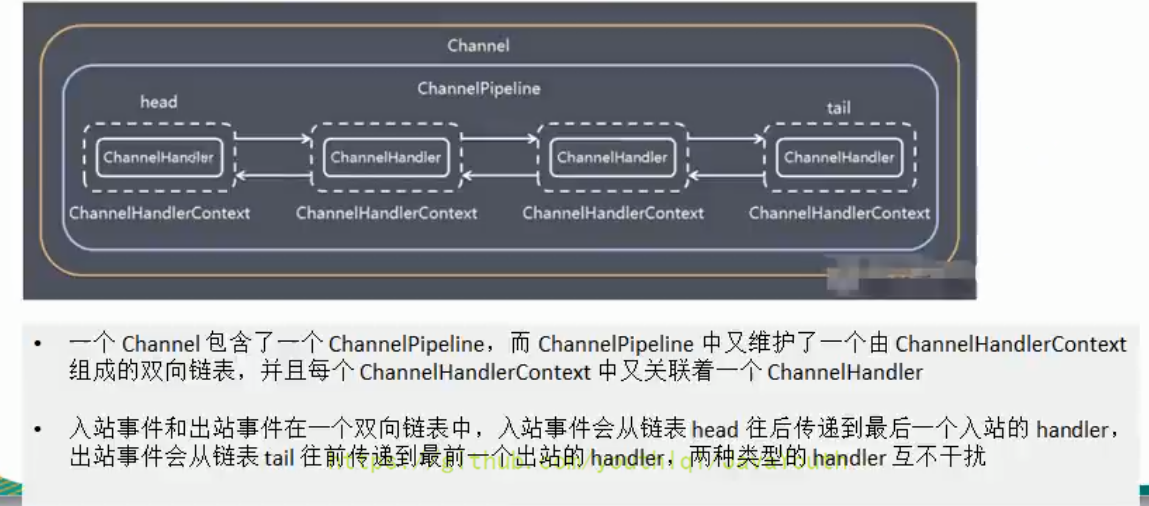 Channel
ChannelPipeline
head
tail
ChannelHandler
ChannelHandler
ChannelHandler
ChannelHandler
ChannelHandlerContext
ChannelHandlerContext
ChannelHandlerContext
ChannelHandlerContext
• 一个 Channel 包含了一个 ChannelPipeline，而 ChannelPipeline 中又维护了一个由 ChannelHandlerContext
组成的双向链表，并且每个 ChannelHandlerContext 中又关联着一个 ChannelHandler
• 入站事件和出站事件在一个双向链表中，入站事件会从链表 head 往后传递到最后一个入站的 handler，
出站事件会从链表 tail 往前传递到最前一个出站的 handler，两种类型的 handler 互不干扰